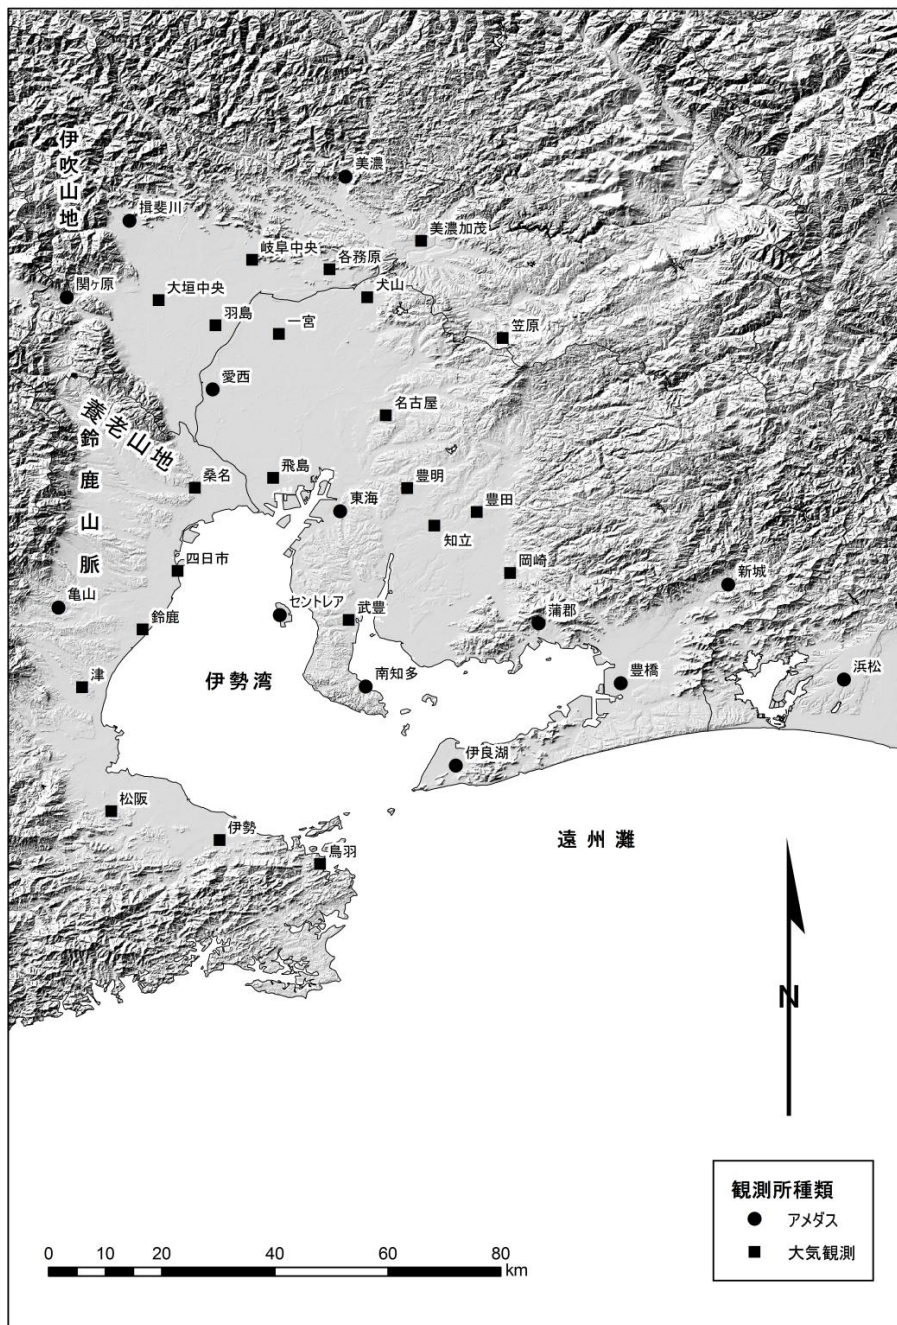 伊吹山地
美濃
揖斐川
美濃加茂
岐阜中央
各務原
関ヶ原
大垣中央
犬山
羽島
一宮
笠原
愛西
名古屋
養老山地
鈴鹿山脈
桑名
飛島
豊明
東海
豊田
知立
四日市
岡崎
新城
亀山
セントレア
武豊
蒲郡
鈴鹿
伊勢湾
南知多
豊橋
浜松
津
伊良湖
松阪
伊勢
鳥羽
遠州灘
N
観測所種類
アメダス
大気観測
0 10 20 40 60 80
km